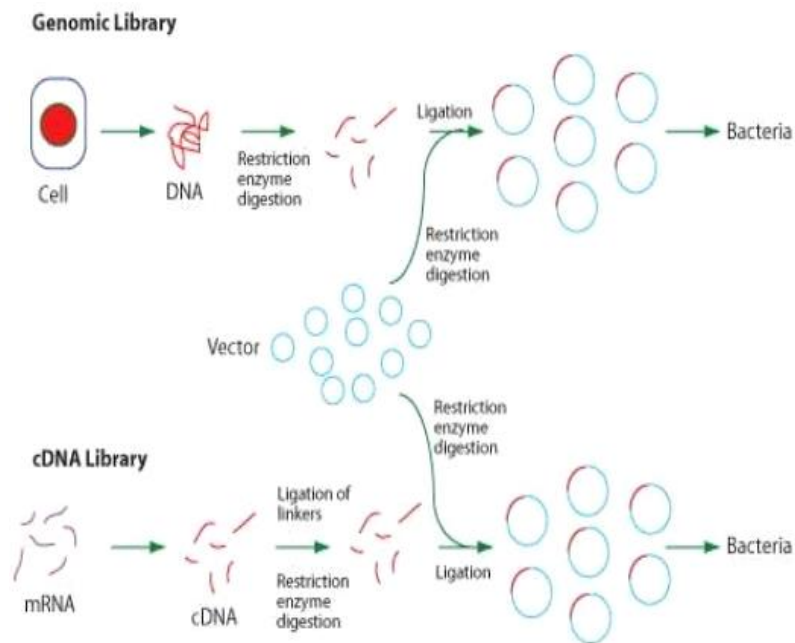 Genomic Library
Cell
DNA
Restriction
enzyme
digestion
Ligation
Bacteria
Restriction
enzyme
digestion
Vector
Restriction
enzyme
digestion
cDNA Library
mRNA
cDNA
Ligation of
linkers
Restriction
enzyme
digestion
Ligation
Bacteria